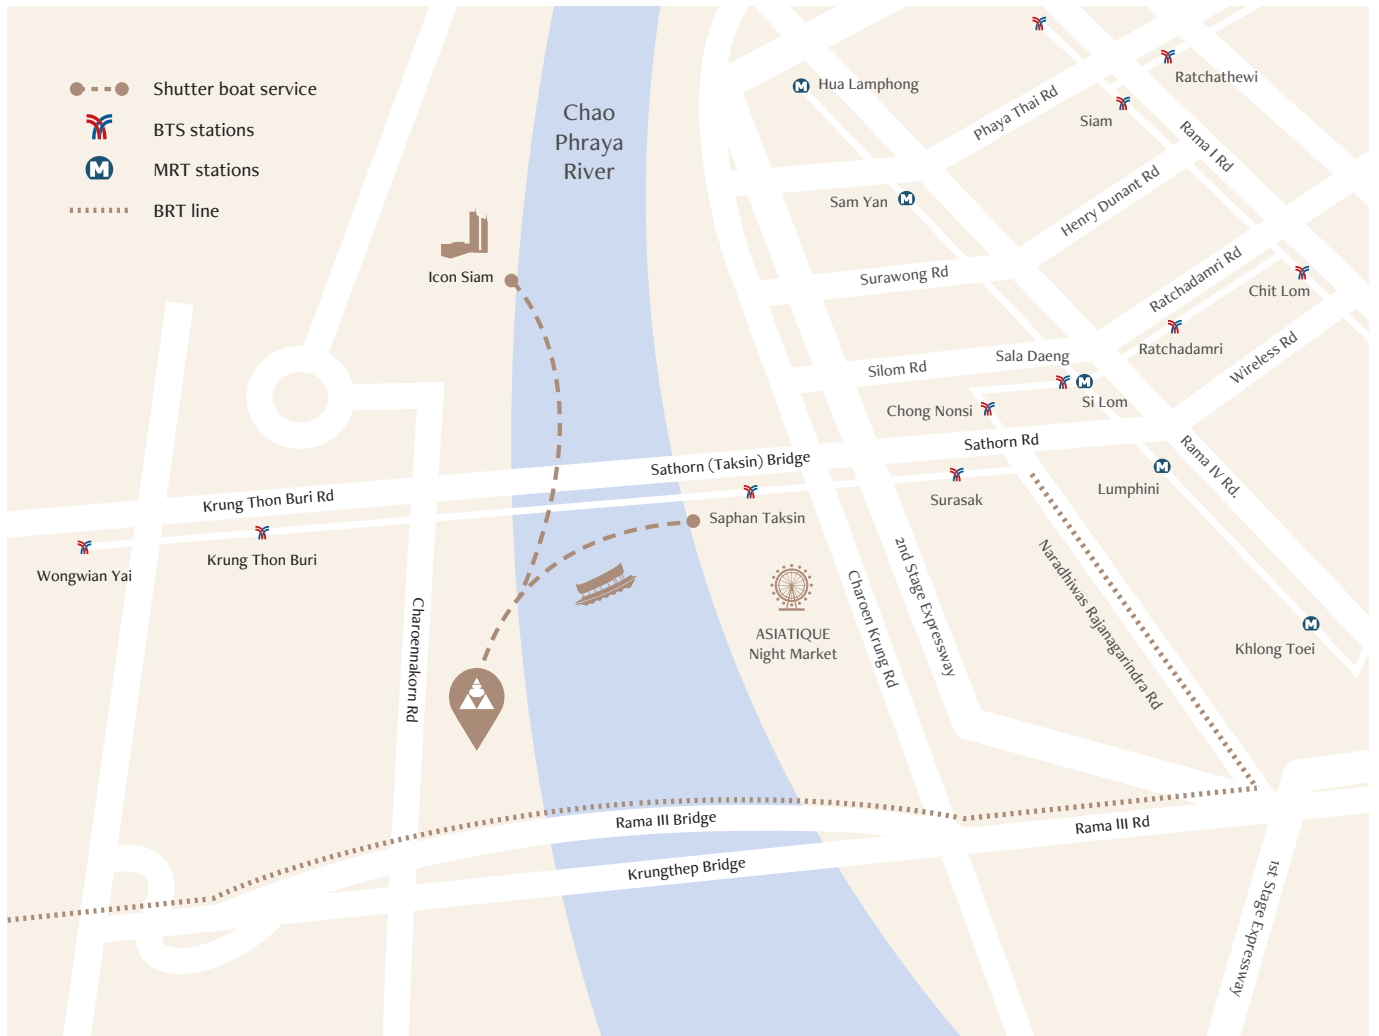 Shutter boat service
BTS stations
MRT stations
BRT line
Chao
Phraya
River
Hua Lamphong
Ratchathewi
Phaya Thai Rd
Siam
Rama I Rd
Sam Yan
Henry Dunant Rd
Icon Siam
Surawong Rd
Ratchadamri Rd
Chit Lom
Silom Rd
Sala Daeng
Ratchadamri
Wireless Rd
Si Lom
Chong Nonsi
Sathorn (Taksin) Bridge
Sathorn Rd
Rama IV Rd.
Krung Thon Buri Rd
Saphan Taksin
Surasak
Lumphini
Wongwian Yai
Krung Thon Buri
Charoennakorn Rd
ASIATIQUE
Night Market
Charoen Krung Rd
2nd Stage Expressway
Naradhiwas Rajanagarindra Rd
Khlong Toei
Rama III Bridge
Rama III Rd
Krungthep Bridge
1st Stage Expressway